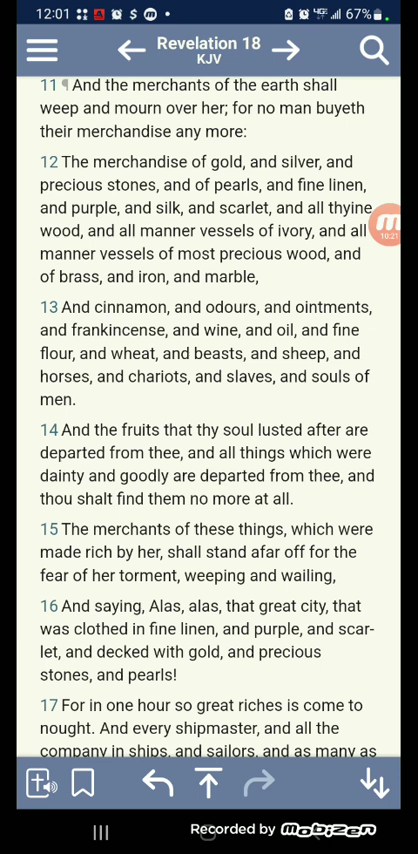 12:01 $ m • 4GE 67%
Revelation 18
KJV
11 ¶ And the merchants of the earth shall
weep and mourn over her; for no man buyeth
their merchandise any more:
12 The merchandise of gold, and silver, and
precious stones, and of pearls, and fine linen,
and purple, and silk, and scarlet, and all thyine
wood, and all manner vessels of ivory, and all
manner vessels of most precious wood, and
of brass, and iron, and marble,
m
10:21
13 And cinnamon, and odours, and ointments,
and frankincense, and wine, and oil, and fine
flour, and wheat, and beasts, and sheep, and
horses, and chariots, and slaves, and souls of
men.
14 And the fruits that thy soul lusted after are
departed from thee, and all things which were
dainty and goodly are departed from thee, and
thou shalt find them no more at all.
15 The merchants of these things, which were
made rich by her, shall stand afar off for the
fear of her torment, weeping and wailing,
16 And saying, Alas, alas, that great city, that
was clothed in fine linen, and purple, and scar-
let, and decked with gold, and precious
stones, and pearls!
17 For in one hour so great riches is come to
nought. And every shipmaster, and all the
company in ships, and sailors, and as many as
Recorded by mobizen